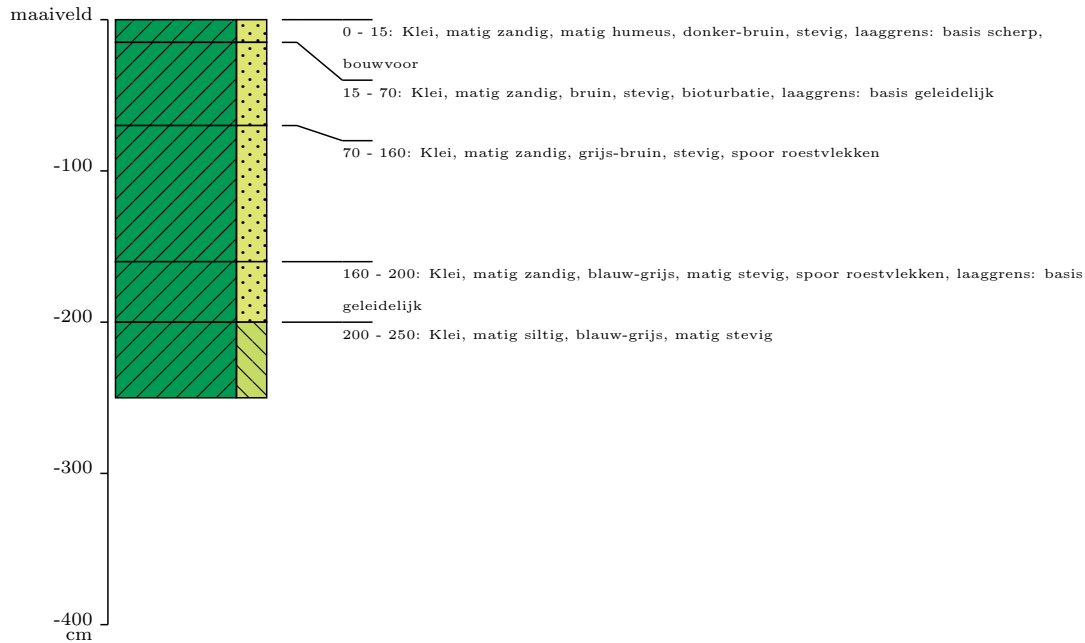 maaiveld
0 - 15: Klei, matig zandig, matig humeus, donker-bruin, stevig, laaggrens: basis scherp,
bouwvoor
15 - 70: Klei, matig zandig, bruin, stevig, bioturbatie, laaggrens: basis geleidelijk
70 - 160: Klei, matig zandig, grijs-bruin, stevig, spoor roestvlekken
-100
160 - 200: Klei, matig zandig, blauw-grijs, matig stevig, spoor roestvlekken, laaggrens: basis
geleidelijk
-200
200 - 250: Klei, matig siltig, blauw-grijs, matig stevig
-300
-400
cm